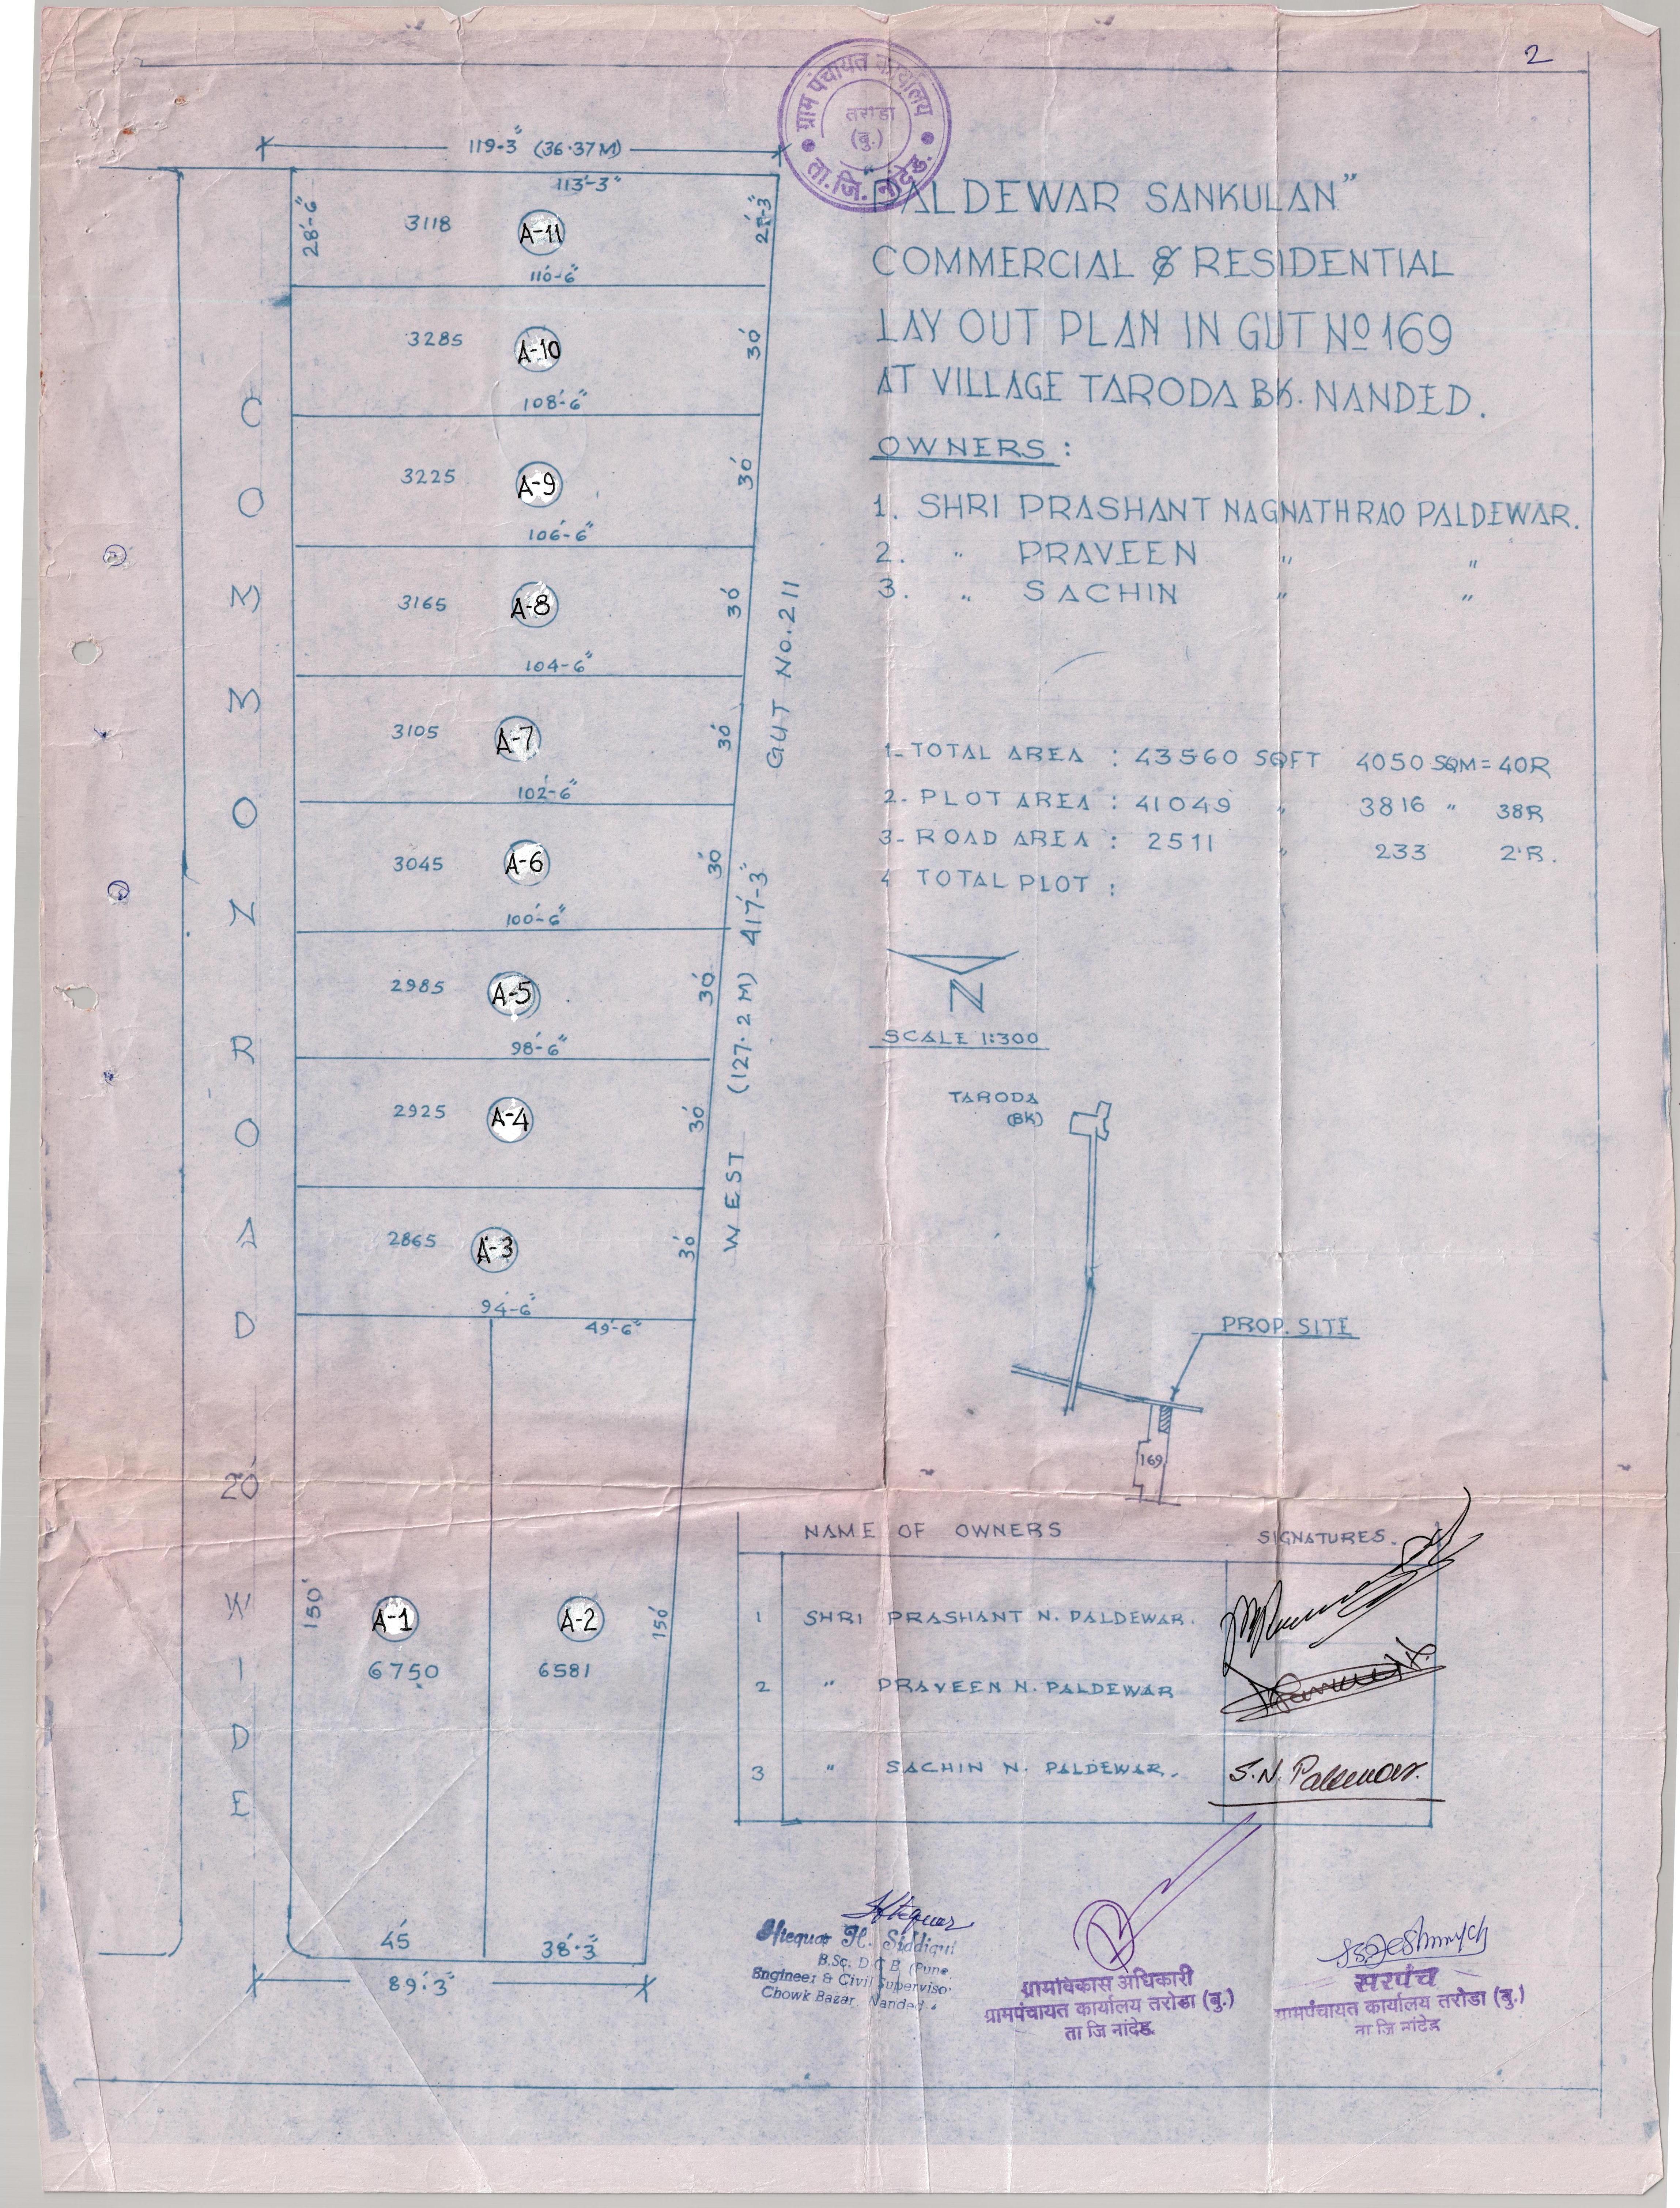 2
ग्राम पंचायत कार्यालय
तरोडा
(बु.)
ता.जि. नांदेड.
119-3" (36.37M)
"PALDEWAR SANKULAN"
COMMERCIAL & RESIDENTIAL
LAY OUT PLAN IN GUT Nº 169
AT VILLAGE TARODA BK. NANDED.
OWNERS :
1. SHRI PRASHANT NAGNATHRAO PALDEWAR.
2. " PRAVEEN " "
3. " SACHIN " "
1- TOTAL AREA : 43560 SQFT 4050 SQM = 40R
2- PLOT AREA : 41049 " 3816 " 38R
3- ROAD AREA : 2511 " 233 2'R.
4 TOTAL PLOT :
N
SCALE 1:300
TARODA
(BK)
PROP. SITE
169
113'-3"
28'-6"
3118 A-11
110'-6"
3285 A-10 30'
108'-6"
3225 A-9 30'
106'-6"
3165 A-8 30'
104'-6"
3105 A-7 30'
102'-6"
3045 A-6 30'
100'-6"
2985 A-5 30'
98'-6"
2925 A-4 30'
2865 A-3 30'
94'-6"
49'-6"
GUT NO. 211
WEST (127.2 M) 417'-3"
COMMON ROAD
20' WIDE
150' A-1 A-2 150'
6750 6581
45' 38'-3"
89'-3"
NAME OF OWNERS SIGNATURES.
1 SHRI PRASHANT N. PALDEWAR.
2 " PRAVEEN N. PALDEWAR
3 " SACHIN N. PALDEWAR. S.N. Paldewar.
H. Siddiqui
B.Sc. D C E (Pune
Engineer & Civil Superviso
Chowk Bazar, Nanded
ग्रामविकास अधिकारी
ग्रामपंचायत कार्यालय तरोडा (बु.)
ता जि नांदेड
सरपंच
ग्रामपंचायत कार्यालय तरोडा (बु.)
ता जि नांदेड